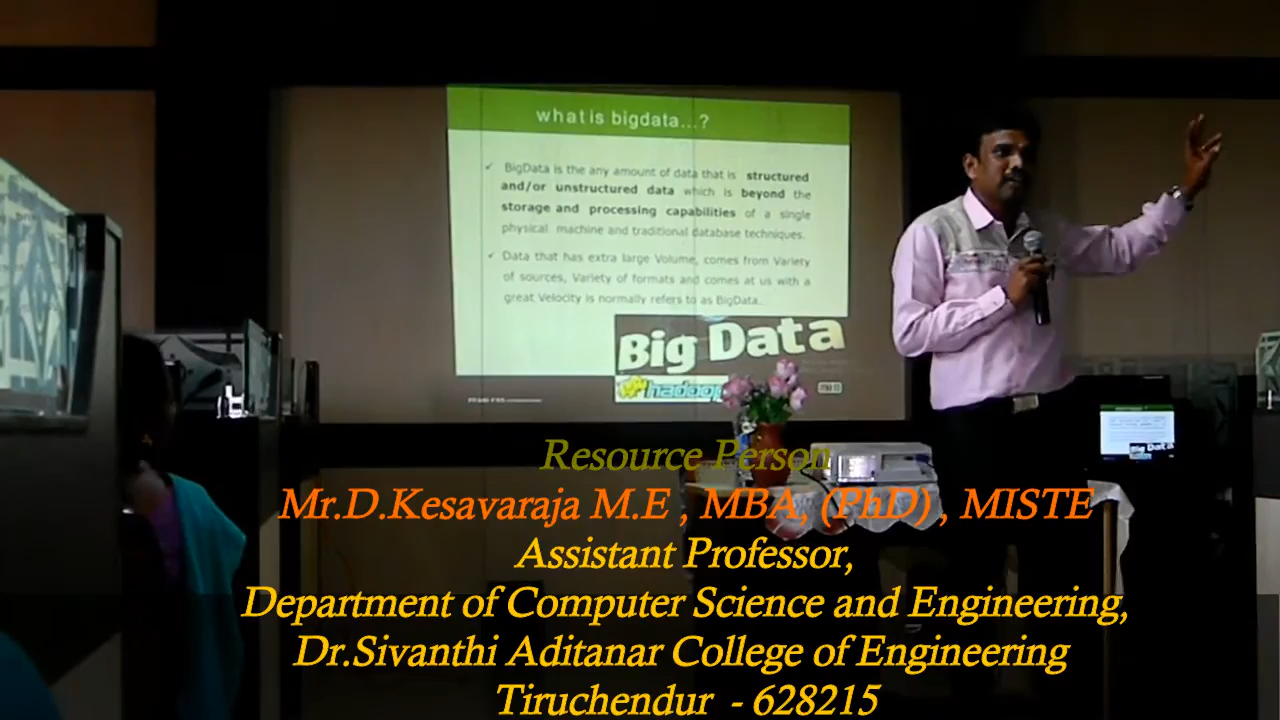 what is bigdata...?
✓ BigData is the any amount of data that is structured
and/or unstructured data which is beyond the
storage and processing capabilities of a single
physical machine and traditional database techniques.
✓ Data that has extra large Volume, comes from Variety
of sources, Variety of formats and comes at us with a
great Velocity is normally refers to as BigData.
Big Data
hadoop
Big Data
Resource Person
Mr.D.Kesavaraja M.E , MBA, (PhD) , MISTE
Assistant Professor,
Department of Computer Science and Engineering,
Dr.Sivanthi Aditanar College of Engineering
Tiruchendur - 628215